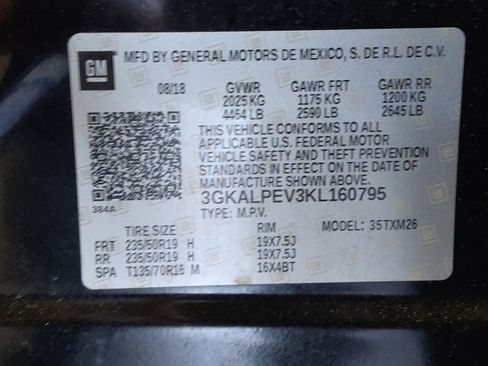 GM MFD BY GENERAL MOTORS DE MEXICO, S. DE R.L. DE C.V.
08/18 GVWR GAWR FRT GAWR RR
2025 KG 1175 KG 1200 KG
4464 LB 2590 LB 2645 LB
THIS VEHICLE CONFORMS TO ALL
APPLICABLE U.S. FEDERAL MOTOR
VEHICLE SAFETY AND THEFT PREVENTION
STANDARDS IN EFFECT ON THE DATE OF
MANUFACTURE SHOWN ABOVE.
384A 3GKALPEV3KL160795
TYPE: M.P.V. MODEL: 35TXM26
TIRE SIZE RIM
FRT 235/50R19 H 19X7.5J
RR 235/50R19 H 19X7.5J
SPA T135/70R16 M 16X4BT